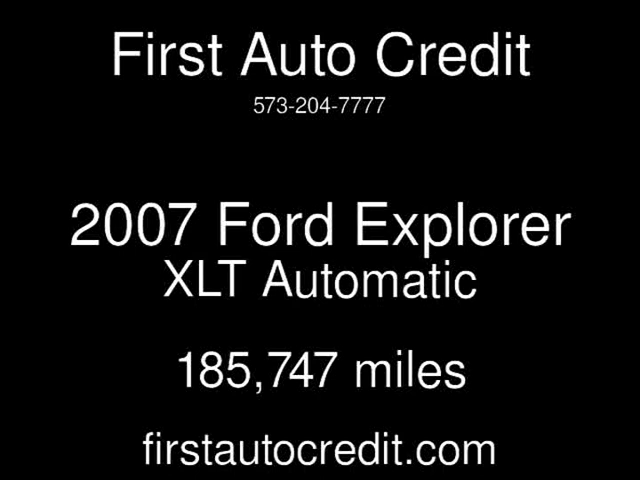 First Auto Credit
573-204-7777
2007 Ford Explorer
XLT Automatic
185,747 miles
firstautocredit.com